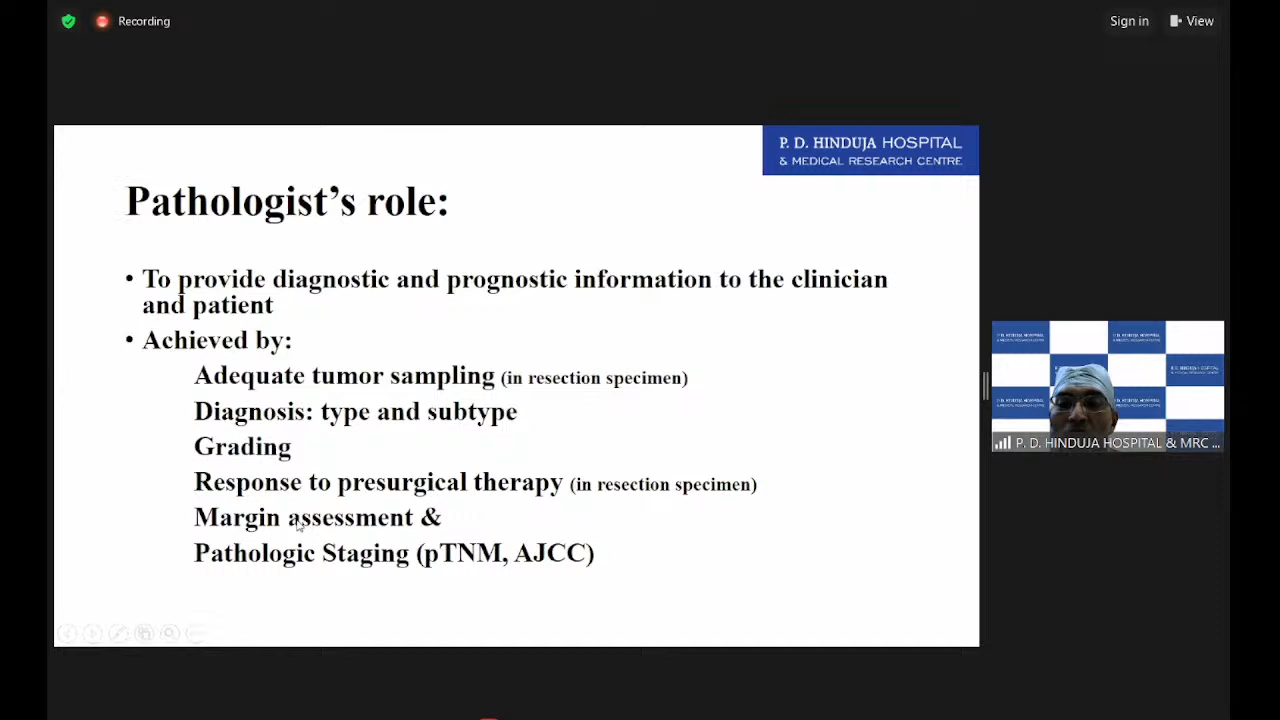 Recording
Sign in
View
P. D. HINDUJA HOSPITAL
& MEDICAL RESEARCH CENTRE
Pathologist’s role:
• To provide diagnostic and prognostic information to the clinician
and patient
• Achieved by:
Adequate tumor sampling (in resection specimen)
Diagnosis: type and subtype
Grading
Response to presurgical therapy (in resection specimen)
Margin assessment &
Pathologic Staging (pTNM, AJCC)
P. D. HINDUJA HOSPITAL & MRC ...